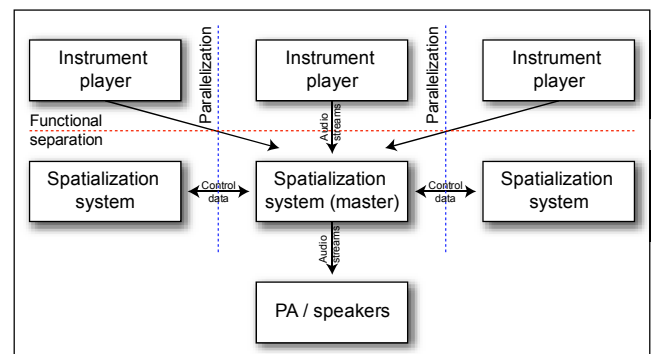 Instrument
player
Parallelization
Instrument
player
Parallelization
Instrument
player
Functional
separation
Audio
streams
Spatialization
system
Control
data
Spatialization
system (master)
Control
data
Spatialization
system
Audio
streams
PA / speakers